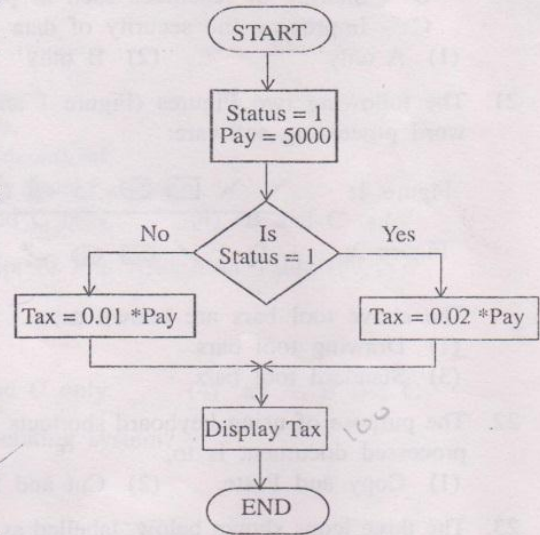 START
Status = 1
Pay = 5000
Is
Status = 1
No
Yes
Tax = 0.01 *Pay
Tax = 0.02 *Pay
Display Tax
100
END